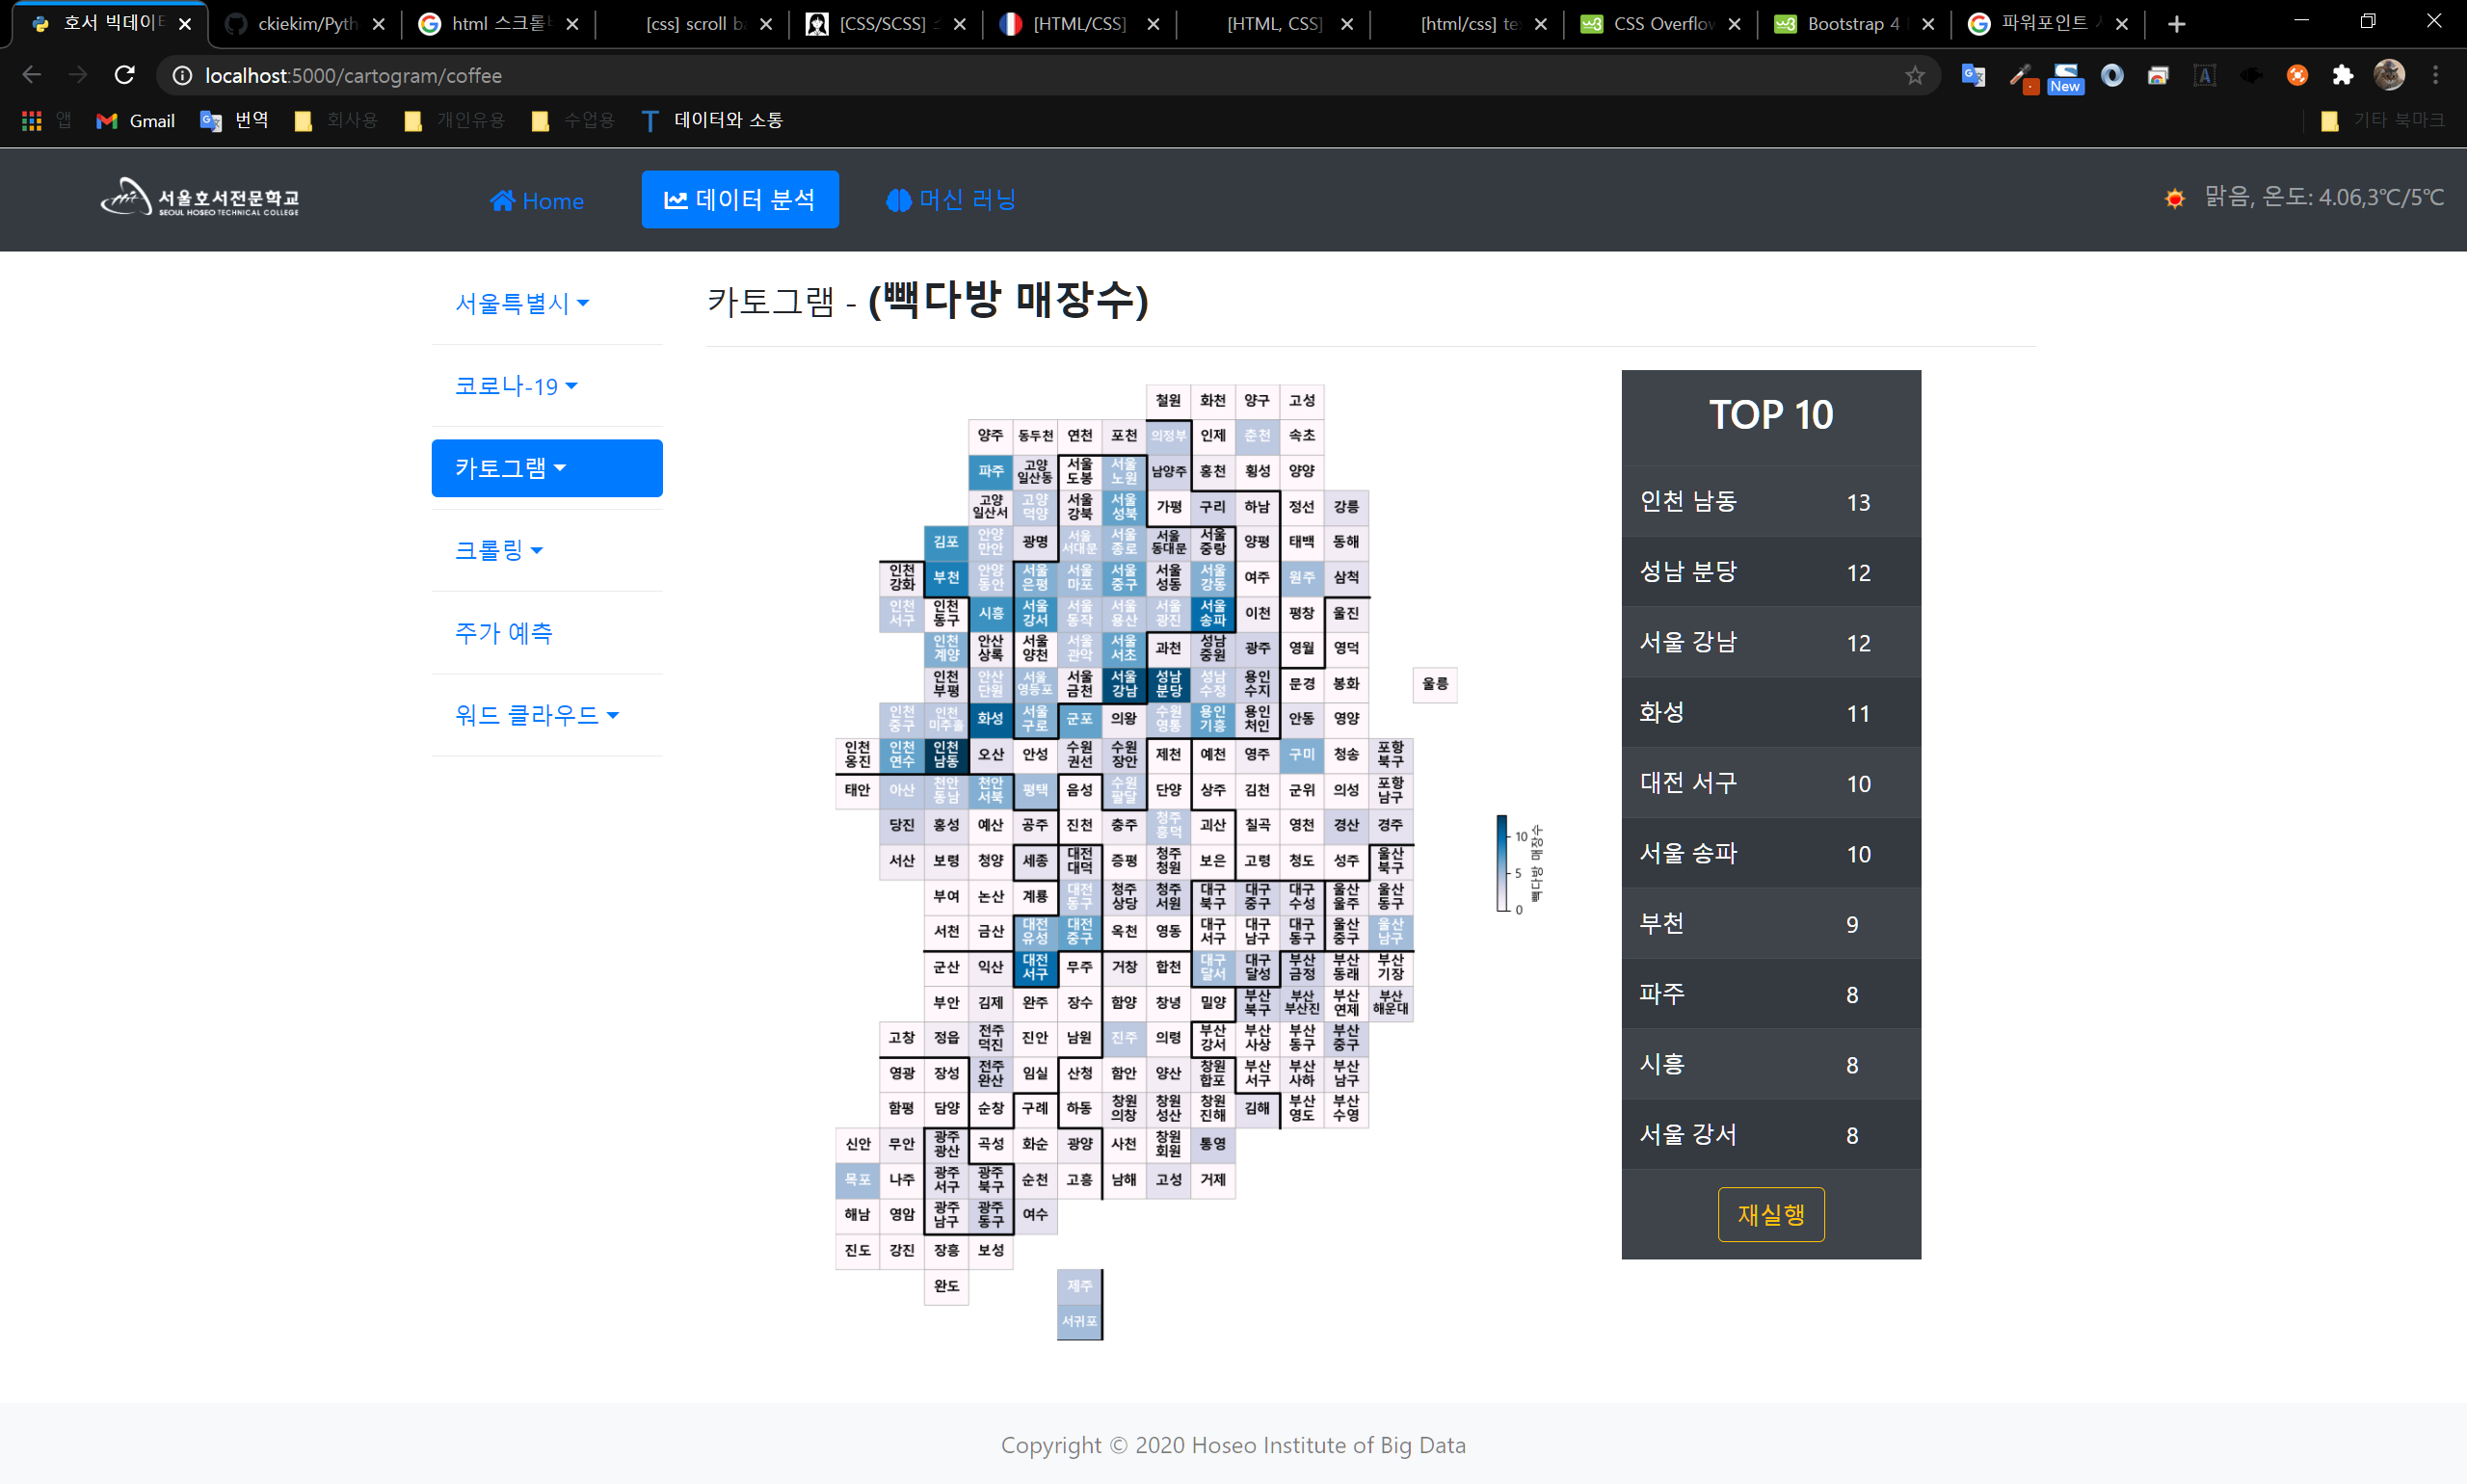 호서 빅데이터
ckiekim/Pyth
html 스크롤
[css] scroll ba
[CSS/SCSS]
[HTML/CSS]
[HTML, CSS]
[html/css] te
CSS Overflow
Bootstrap 4
파워포인트
localhost:5000/cartogram/coffee
New
앱 Gmail 번역 회사용 개인유용 수업용 데이터와 소통 기타 북마크
서울호서전문학교
SEOUL HOSEO TECHNICAL COLLEGE
Home 데이터 분석 머신 러닝
맑음, 온도: 4.06,3℃/5℃
서울특별시
코로나-19
카토그램
크롤링
주가 예측
워드 클라우드
카토그램 - (빽다방 매장수)
철원 화천 양구 고성
양주 동두천 연천 포천 의정부 인제 춘천 속초
파주 고양 일산동 서울 도봉 서울 노원 남양주 홍천 횡성 양양
고양 일산서 고양 덕양 서울 강북 서울 성북 가평 구리 하남 정선 강릉
김포 안양 만안 광명 서울 서대문 서울 종로 서울 동대문 서울 중랑 양평 태백 동해
인천 강화 부천 안양 동안 서울 은평 서울 마포 서울 중구 서울 성동 서울 강동 여주 원주 삼척
인천 서구 인천 동구 시흥 서울 강서 서울 동작 서울 용산 서울 광진 서울 송파 이천 평창 울진
인천 계양 안산 상록 서울 양천 서울 관악 서울 서초 과천 성남 중원 광주 영월 영덕
인천 부평 안산 단원 서울 영등포 서울 금천 서울 강남 성남 분당 성남 수정 용인 수지 문경 봉화 울릉
인천 중구 인천 미추홀 화성 서울 구로 군포 의왕 수원 영통 용인 기흥 용인 처인 안동 영양
인천 옹진 인천 연수 인천 남동 오산 안성 수원 권선 수원 장안 제천 예천 영주 구미 청송 포항 북구
태안 아산 천안 동남 천안 서북 평택 음성 수원 팔달 단양 상주 김천 군위 의성 포항 남구
당진 홍성 예산 공주 진천 충주 청주 흥덕 괴산 칠곡 영천 경산 경주
서산 보령 청양 세종 대전 대덕 증평 청주 청원 보은 고령 청도 성주 울산 북구
부여 논산 계룡 대전 동구 청주 상당 청주 서원 대구 북구 대구 중구 대구 수성 울산 울주 울산 동구
서천 금산 대전 유성 대전 중구 옥천 영동 대구 서구 대구 남구 대구 동구 울산 중구 울산 남구
군산 익산 대전 서구 무주 거창 합천 대구 달서 대구 달성 부산 금정 부산 동래 부산 기장
부안 김제 완주 장수 함양 창녕 밀양 부산 북구 부산 부산진 부산 연제 부산 해운대
고창 정읍 전주 덕진 진안 남원 진주 의령 부산 강서 부산 사상 부산 동구 부산 중구
영광 장성 전주 완산 임실 산청 함안 양산 창원 합포 부산 서구 부산 사하 부산 남구
함평 담양 순창 구례 하동 창원 의창 창원 성산 창원 진해 김해 부산 영도 부산 수영
신안 무안 광주 광산 곡성 화순 광양 사천 창원 회원 통영
목포 나주 광주 서구 광주 북구 순천 고흥 남해 고성 거제
해남 영암 광주 남구 광주 동구 여수
진도 강진 장흥 보성
완도 제주
서귀포
10
5
0
빽다방 매장수
TOP 10
인천 남동 13
성남 분당 12
서울 강남 12
화성 11
대전 서구 10
서울 송파 10
부천 9
파주 8
시흥 8
서울 강서 8
재실행
Copyright © 2020 Hoseo Institute of Big Data